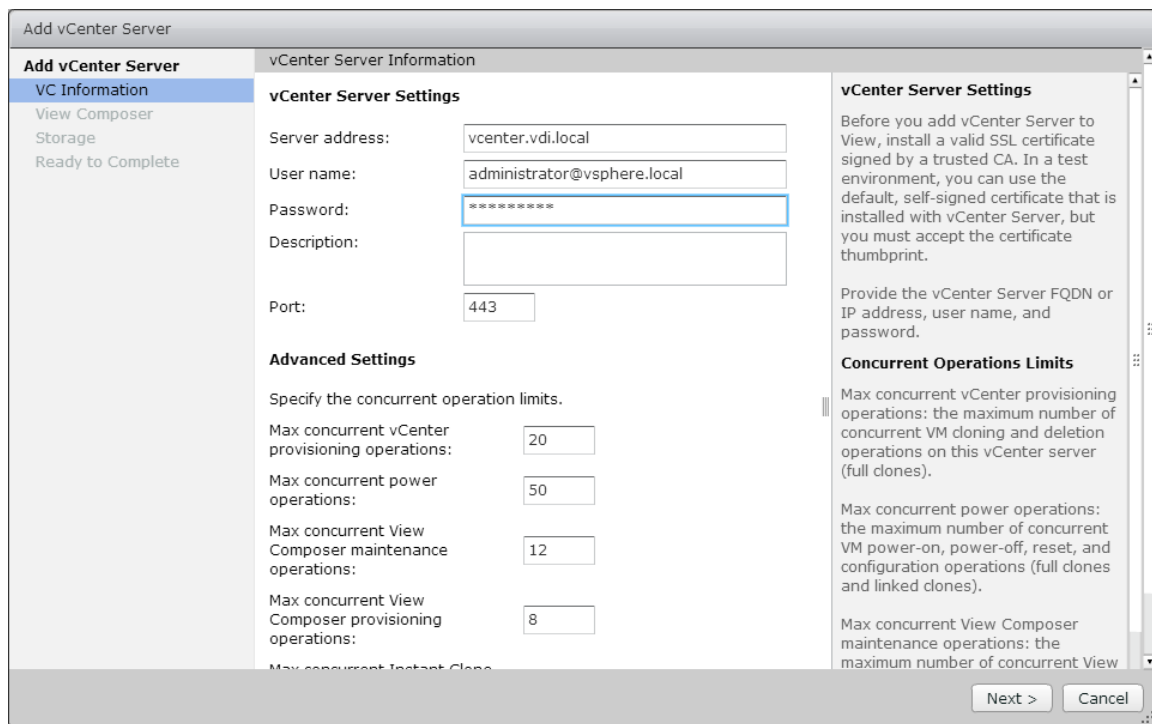 Add vCenter Server
Add vCenter Server
VC Information
View Composer
Storage
Ready to Complete
vCenter Server Information
vCenter Server Settings
Server address:
vcenter.vdi.local
User name:
administrator@vsphere.local
Password:
*********
Description:
Port:
443
Advanced Settings
Specify the concurrent operation limits.
Max concurrent vCenter
provisioning operations:
20
Max concurrent power
operations:
50
Max concurrent View
Composer maintenance
operations:
12
Max concurrent View
Composer provisioning
operations:
8
Max concurrent Instant Clone
vCenter Server Settings
Before you add vCenter Server to
View, install a valid SSL certificate
signed by a trusted CA. In a test
environment, you can use the
default, self-signed certificate that is
installed with vCenter Server, but
you must accept the certificate
thumbprint.
Provide the vCenter Server FQDN or
IP address, user name, and
password.
Concurrent Operations Limits
Max concurrent vCenter provisioning
operations: the maximum number of
concurrent VM cloning and deletion
operations on this vCenter server
(full clones).
Max concurrent power operations:
the maximum number of concurrent
VM power-on, power-off, reset, and
configuration operations (full clones
and linked clones).
Max concurrent View Composer
maintenance operations: the
maximum number of concurrent View
Next >
Cancel